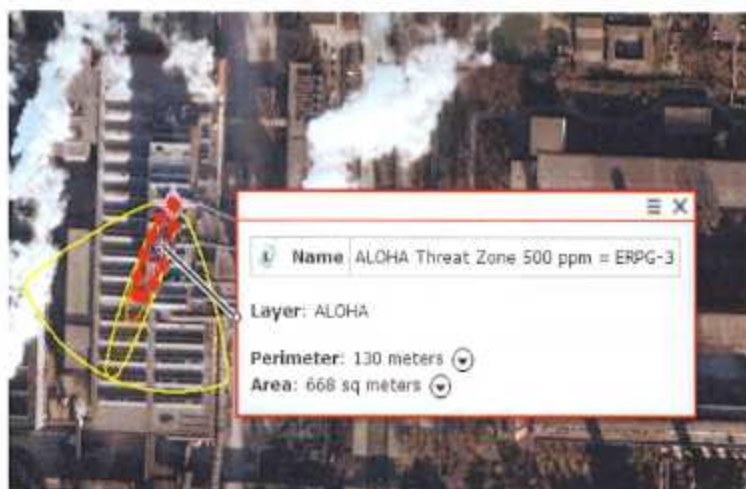 Name ALOHA Threat Zone 500 ppm = ERPG-3
Layer: ALOHA
Perimeter: 130 meters
Area: 668 sq meters